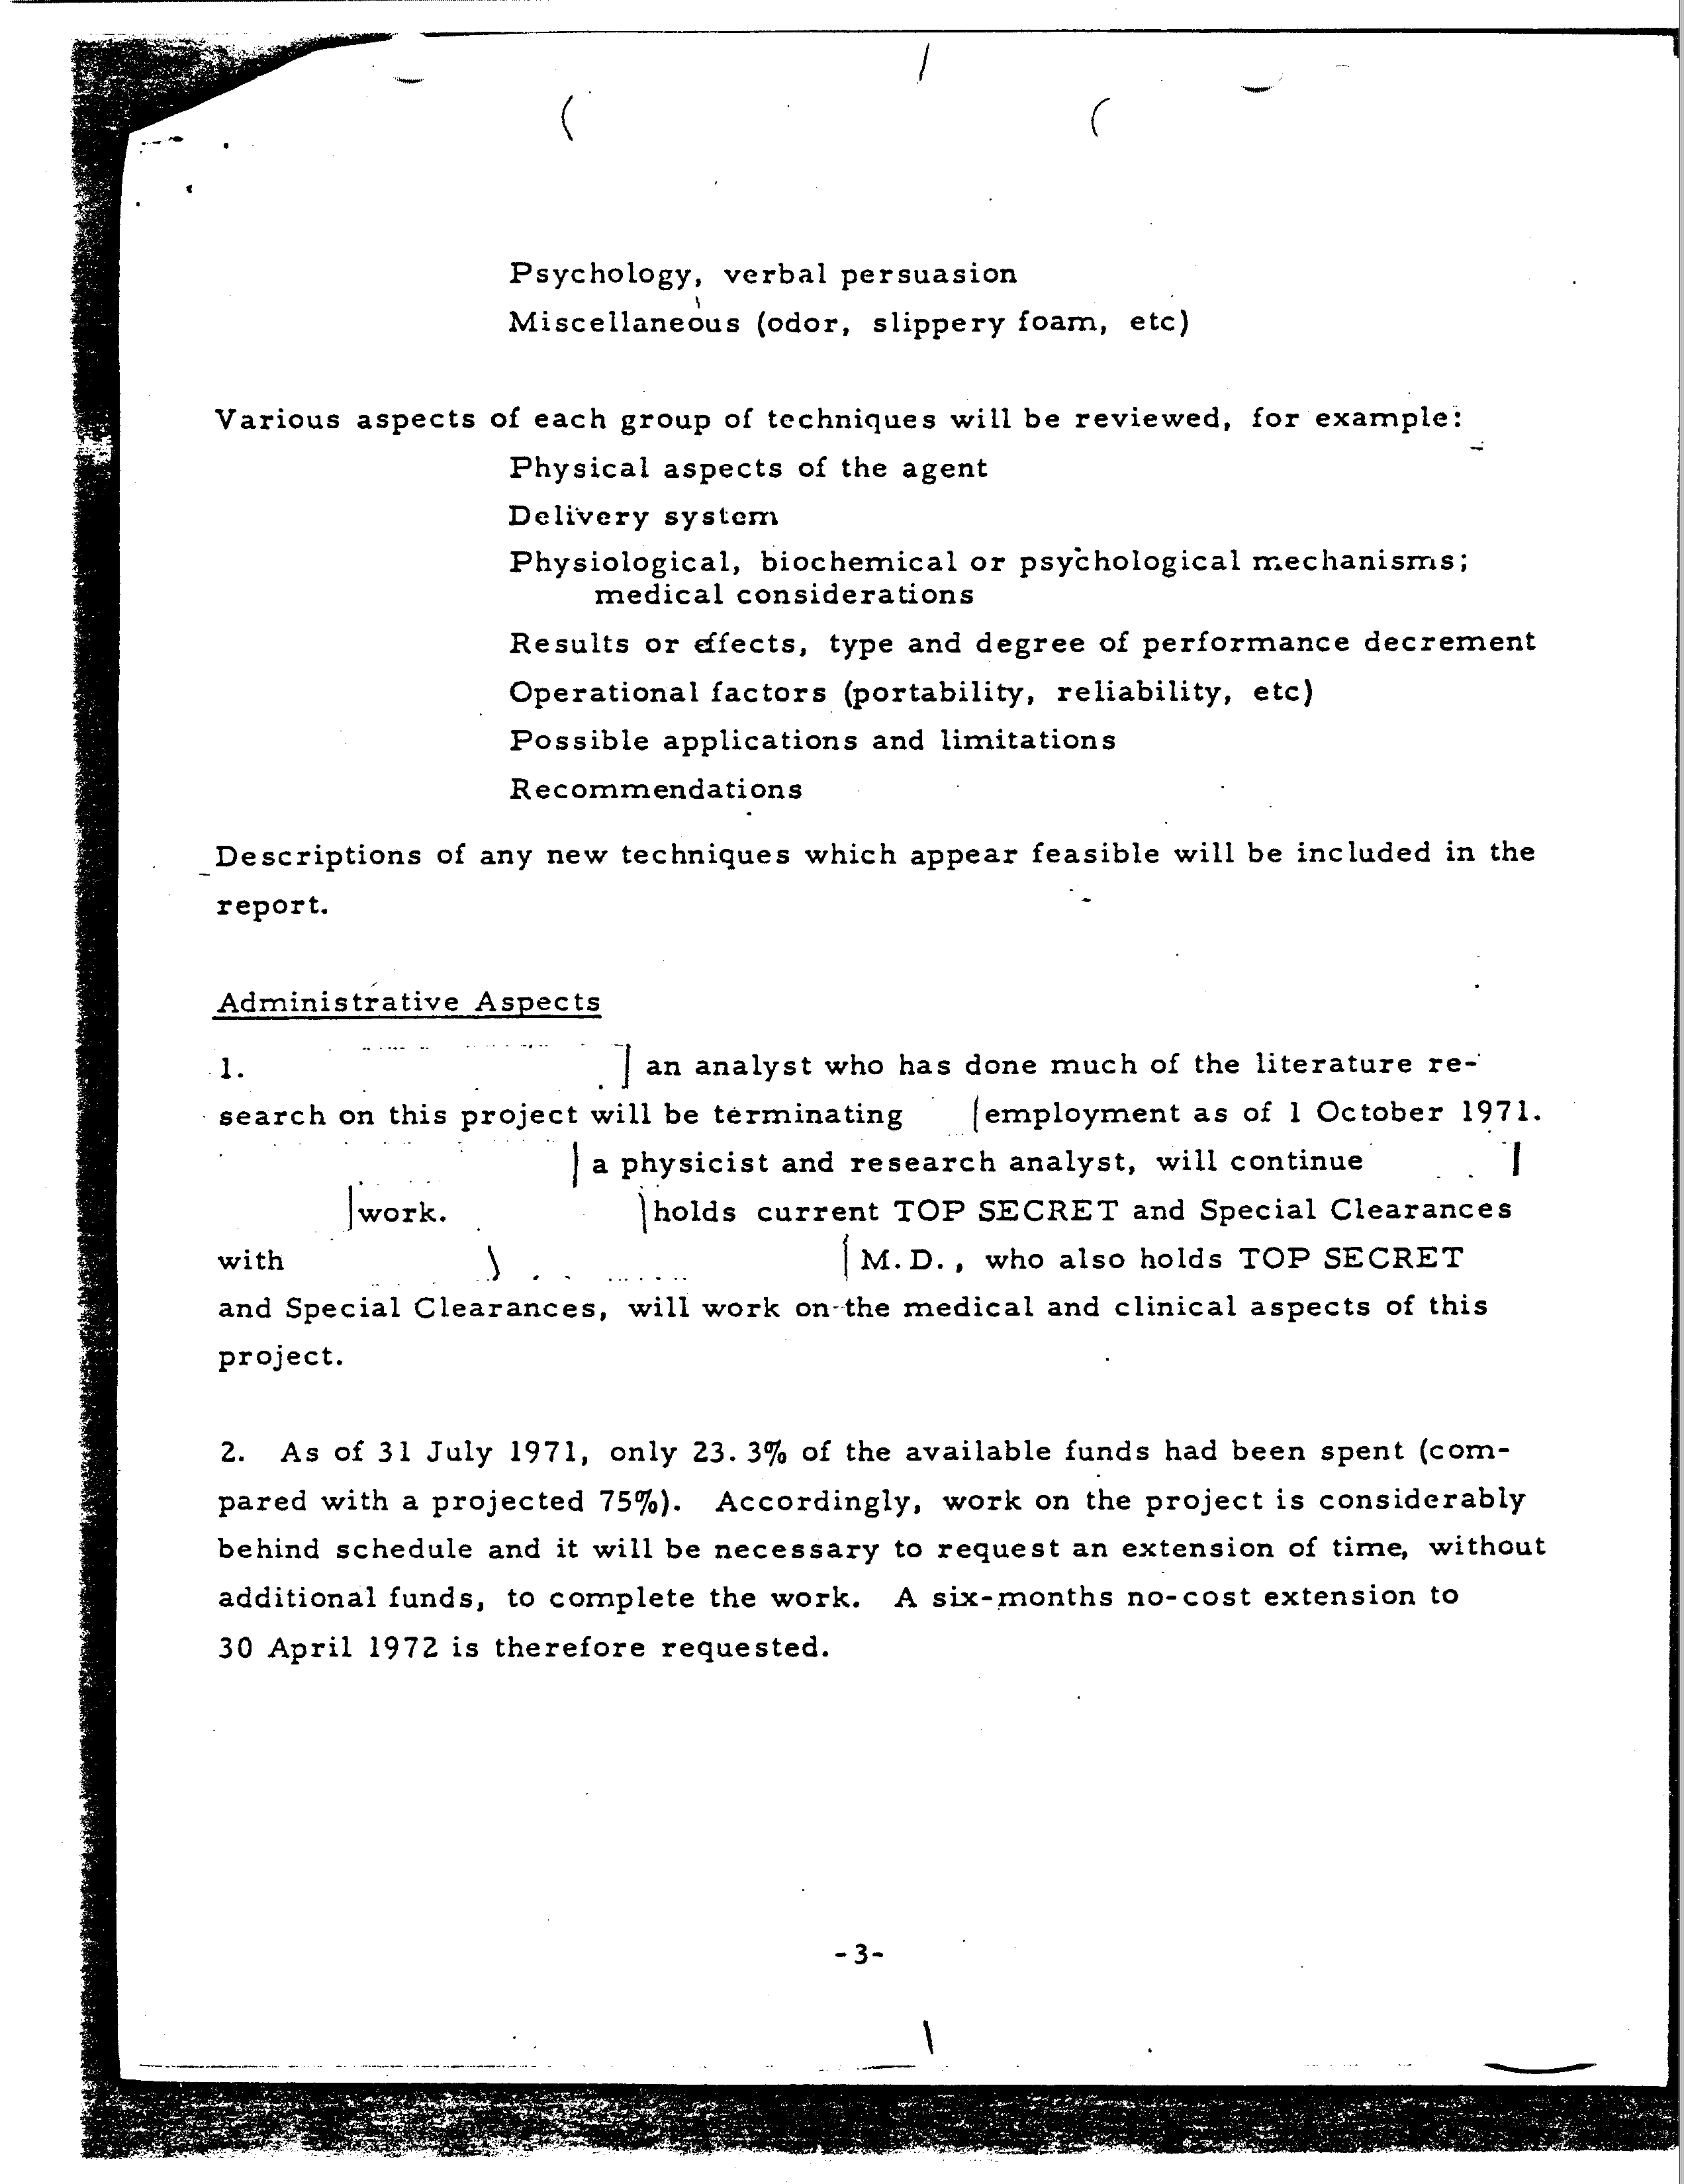 Psychology, verbal persuasion
Miscellaneous (odor, slippery foam, etc)
Various aspects of each group of techniques will be reviewed, for example:
Physical aspects of the agent
Delivery system
Physiological, biochemical or psychological mechanisms;
medical considerations
Results or effects, type and degree of performance decrement
Operational factors (portability, reliability, etc)
Possible applications and limitations
Recommendations
Descriptions of any new techniques which appear feasible will be included in the
report.
Administrative Aspects
1. an analyst who has done much of the literature re-
search on this project will be terminating employment as of 1 October 1971.
a physicist and research analyst, will continue
work. holds current TOP SECRET and Special Clearances
with M.D., who also holds TOP SECRET
and Special Clearances, will work on the medical and clinical aspects of this
project.
2. As of 31 July 1971, only 23.3% of the available funds had been spent (com-
pared with a projected 75%). Accordingly, work on the project is considerably
behind schedule and it will be necessary to request an extension of time, without
additional funds, to complete the work. A six-months no-cost extension to
30 April 1972 is therefore requested.
-3-